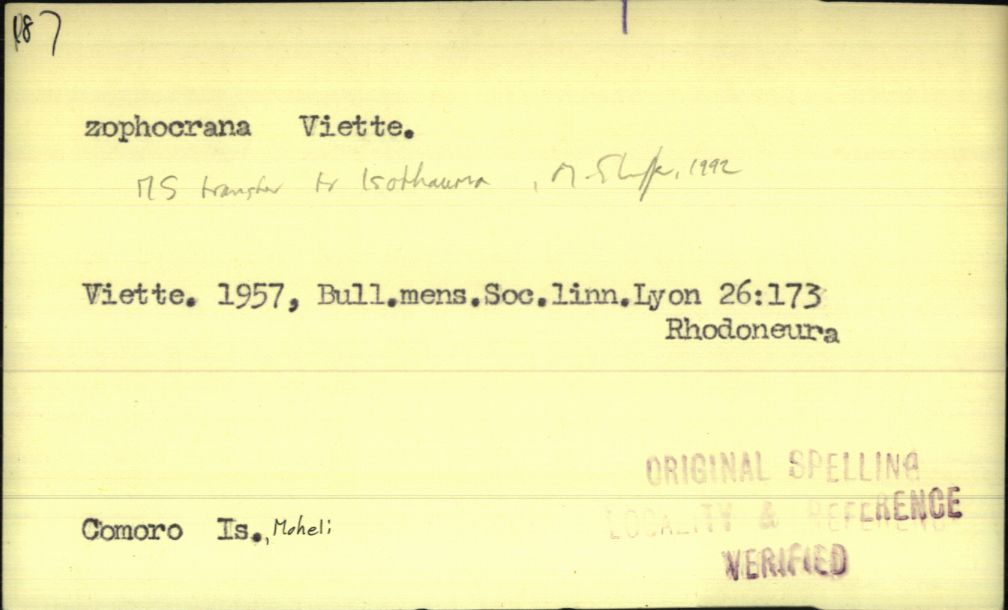 187
zophocrana Viette.
MS transfer to Isothauma , M Shaffer, 1992
Viette. 1957, Bull.mens.Soc.linn.Lyon 26:173
Rhodoneura
ORIGINAL SPELLING
LOCALITY & REFERENCE
Comoro Is., Moheli
VERIFIED